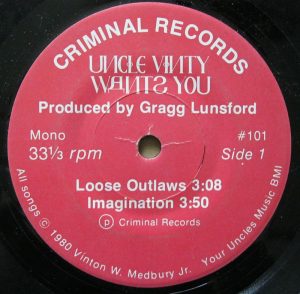 CRIMINAL RECORDS
UNCLE VINTY
WANTS YOU
Produced by Gragg Lunsford
Mono
#101
33⅓ rpm
Side 1
Loose Outlaws 3:08
Imagination 3:50
℗ Criminal Records
All songs © 1980 Vinton W. Medbury Jr. Your Uncles Music BMI